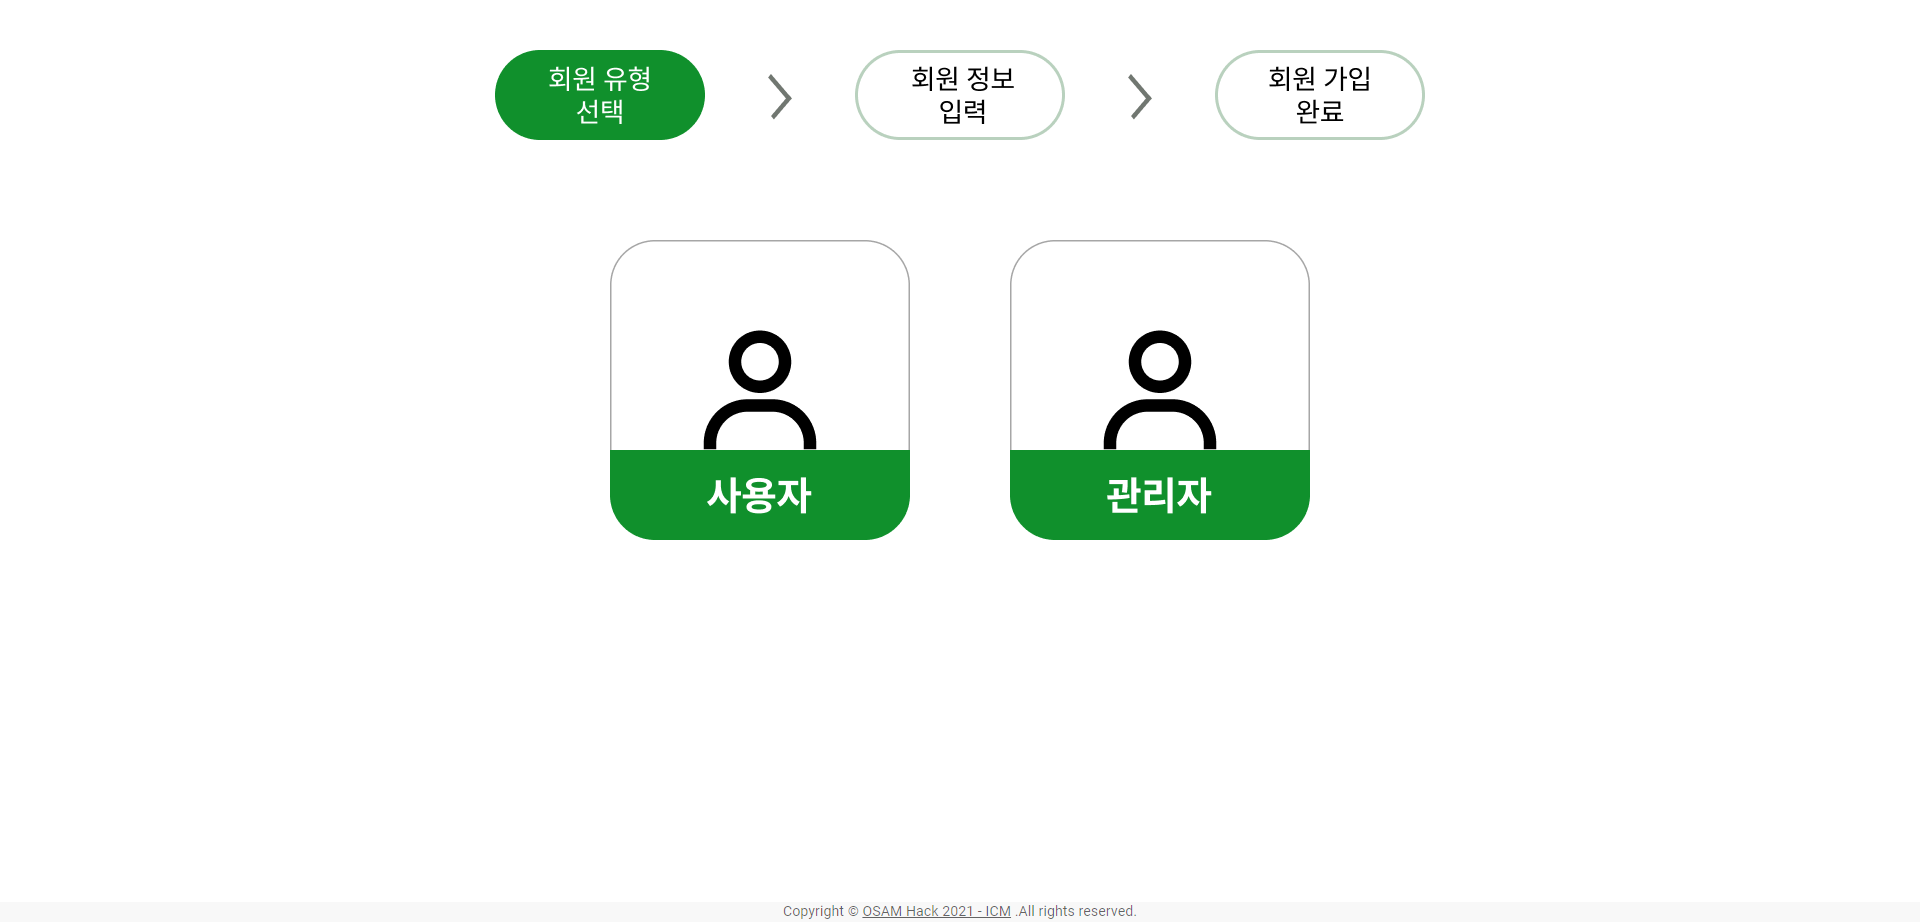 회원 유형
선택
회원 정보
입력
회원 가입
완료
사용자
관리자
Copyright © OSAM Hack 2021 - ICM .All rights reserved.